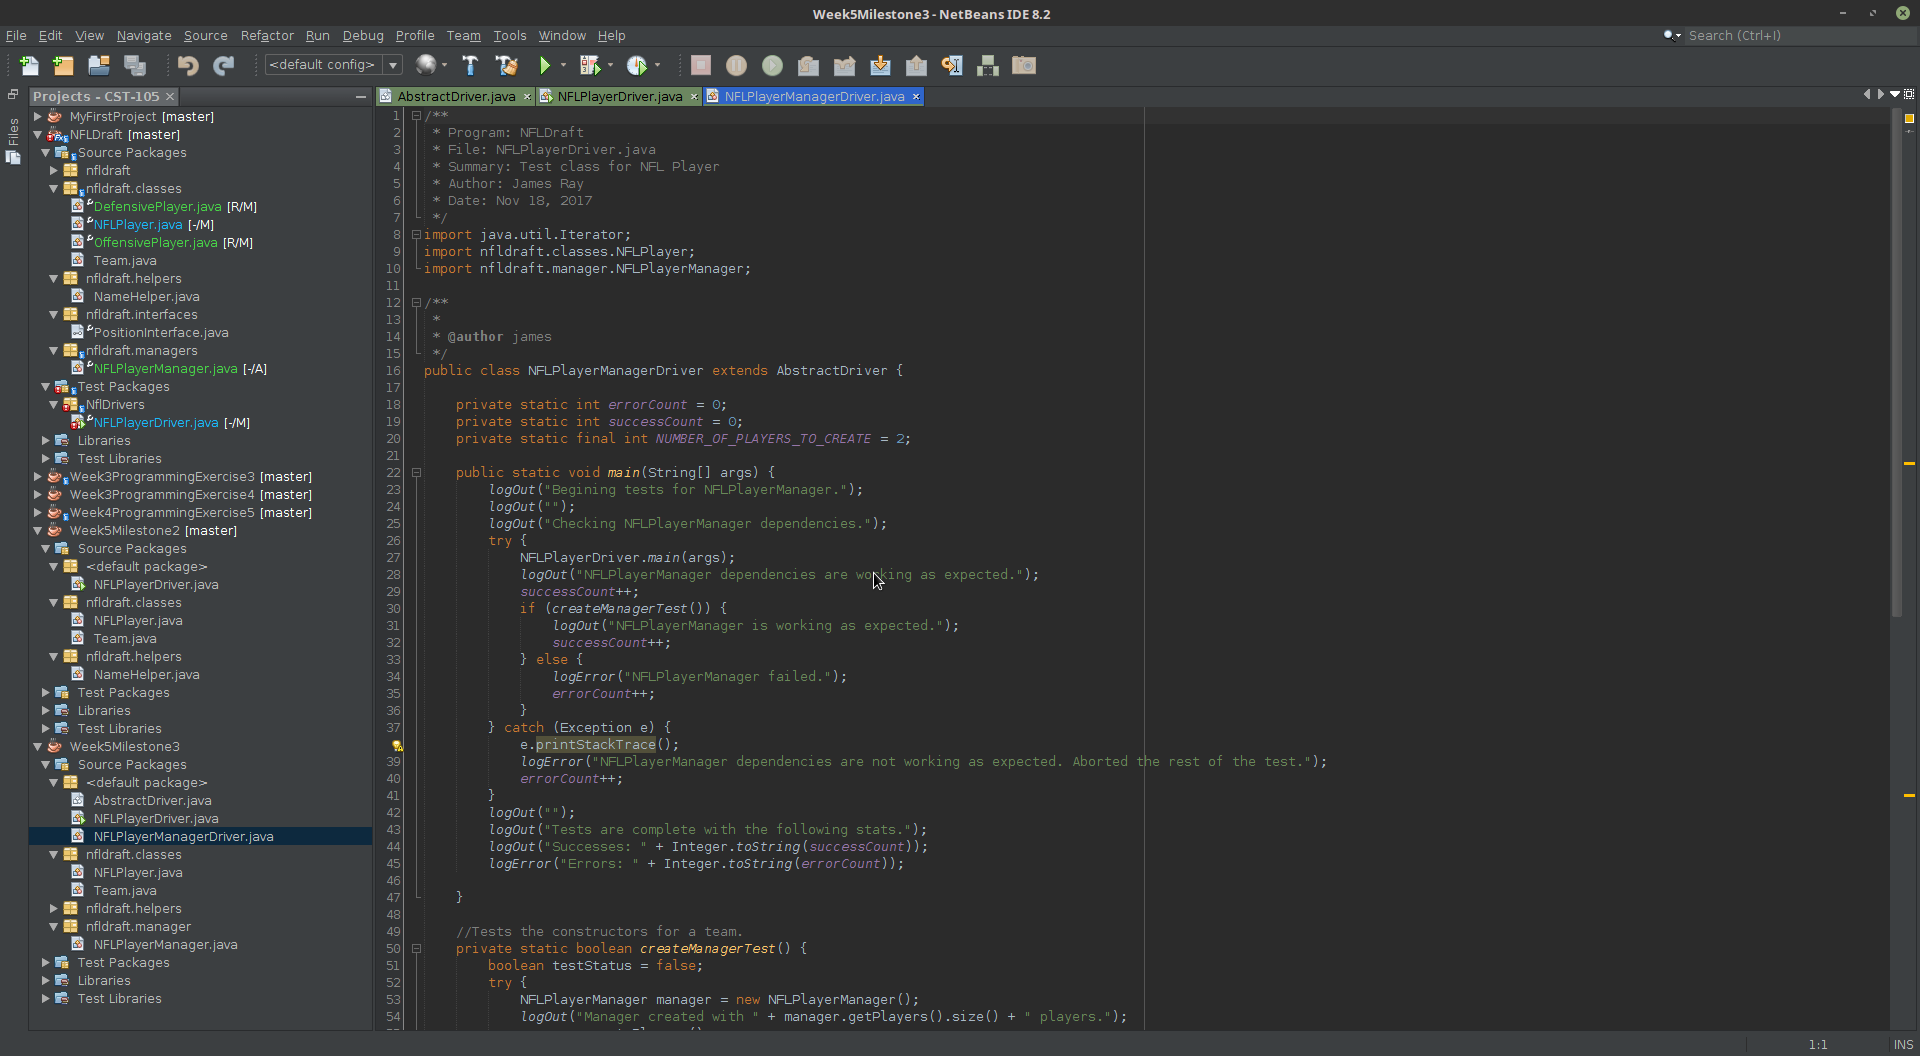 Week5Milestone3 - NetBeans IDE 8.2
File Edit View Navigate Source Refactor Run Debug Profile Team Tools Window Help
Search (Ctrl+I)
<default config>
Projects - CST-105
Files
MyFirstProject [master]
NFLDraft [master]
Source Packages
nfldraft
nfldraft.classes
DefensivePlayer.java [R/M]
NFLPlayer.java [-/M]
OffensivePlayer.java [R/M]
Team.java
nfldraft.helpers
NameHelper.java
nfldraft.interfaces
PositionInterface.java
nfldraft.managers
NFLPlayerManager.java [-/A]
Test Packages
NflDrivers
NFLPlayerDriver.java [-/M]
Libraries
Test Libraries
Week3ProgrammingExercise3 [master]
Week3ProgrammingExercise4 [master]
Week4ProgrammingExercise5 [master]
Week5Milestone2 [master]
Source Packages
<default package>
NFLPlayerDriver.java
nfldraft.classes
NFLPlayer.java
Team.java
nfldraft.helpers
NameHelper.java
Test Packages
Libraries
Test Libraries
Week5Milestone3
Source Packages
<default package>
AbstractDriver.java
NFLPlayerDriver.java
NFLPlayerManagerDriver.java
nfldraft.classes
NFLPlayer.java
Team.java
nfldraft.helpers
nfldraft.manager
NFLPlayerManager.java
Test Packages
Libraries
Test Libraries
AbstractDriver.java NFLPlayerDriver.java NFLPlayerManagerDriver.java
1 /**
2 * Program: NFLDraft
3 * File: NFLPlayerDriver.java
4 * Summary: Test class for NFL Player
5 * Author: James Ray
6 * Date: Nov 18, 2017
7 */
8 import java.util.Iterator;
9 import nfldraft.classes.NFLPlayer;
10 import nfldraft.manager.NFLPlayerManager;
11
12 /**
13 *
14 * @author james
15 */
16 public class NFLPlayerManagerDriver extends AbstractDriver {
17
18 private static int errorCount = 0;
19 private static int successCount = 0;
20 private static final int NUMBER_OF_PLAYERS_TO_CREATE = 2;
21
22 public static void main(String[] args) {
23 logOut("Begining tests for NFLPlayerManager.");
24 logOut("");
25 logOut("Checking NFLPlayerManager dependencies.");
26 try {
27 NFLPlayerDriver.main(args);
28 logOut("NFLPlayerManager dependencies are working as expected.");
29 successCount++;
30 if (createManagerTest()) {
31 logOut("NFLPlayerManager is working as expected.");
32 successCount++;
33 } else {
34 logError("NFLPlayerManager failed.");
35 errorCount++;
36 }
37 } catch (Exception e) {
e.printStackTrace();
39 logError("NFLPlayerManager dependencies are not working as expected. Aborted the rest of the test.");
40 errorCount++;
41 }
42 logOut("");
43 logOut("Tests are complete with the following stats.");
44 logOut("Successes: " + Integer.toString(successCount));
45 logError("Errors: " + Integer.toString(errorCount));
46
47 }
48
49 //Tests the constructors for a team.
50 private static boolean createManagerTest() {
51 boolean testStatus = false;
52 try {
53 NFLPlayerManager manager = new NFLPlayerManager();
54 logOut("Manager created with " + manager.getPlayers().size() + " players.");
1:1 INS